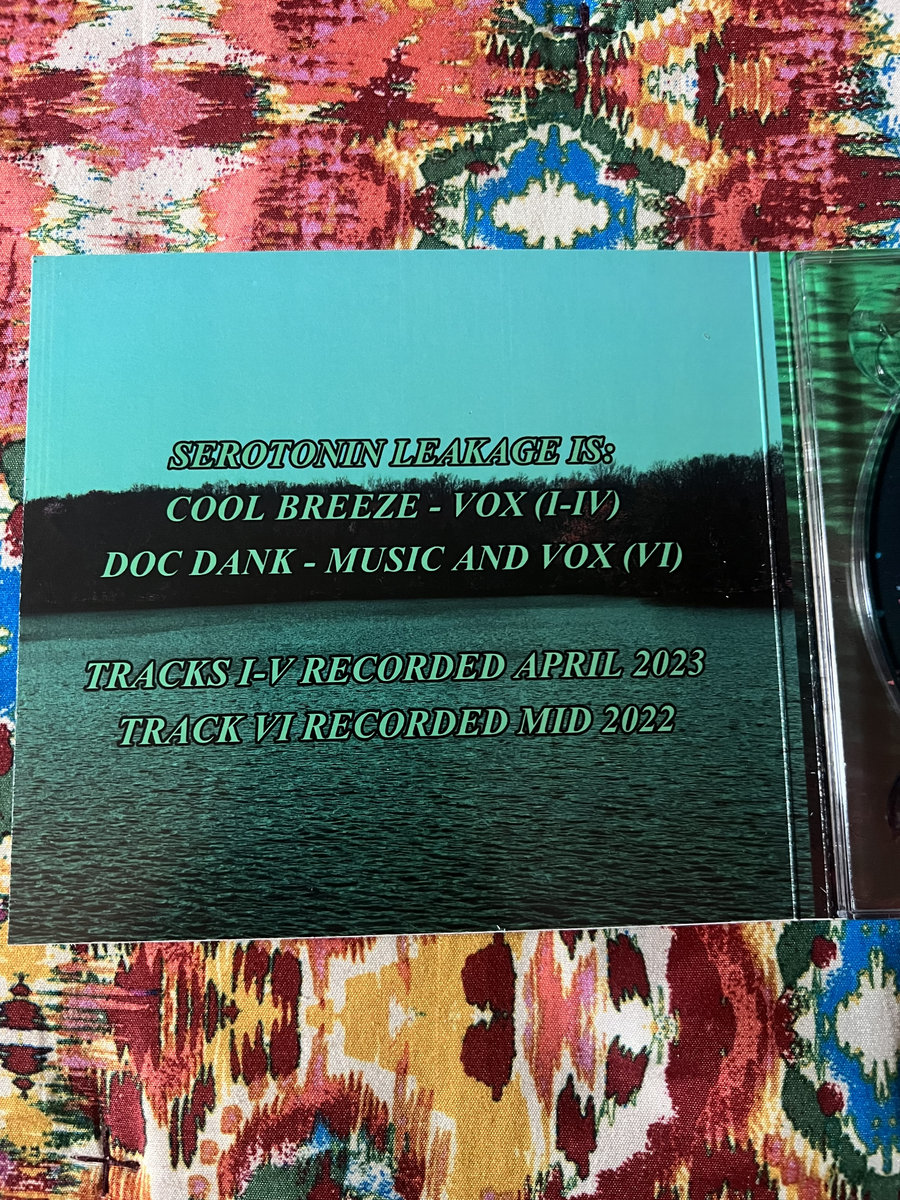 SEROTONIN LEAKAGE IS:
COOL BREEZE - VOX (I-IV)
DOC DANK - MUSIC AND VOX (VI)
TRACKS I-V RECORDED APRIL 2023
TRACK VI RECORDED MID 2022